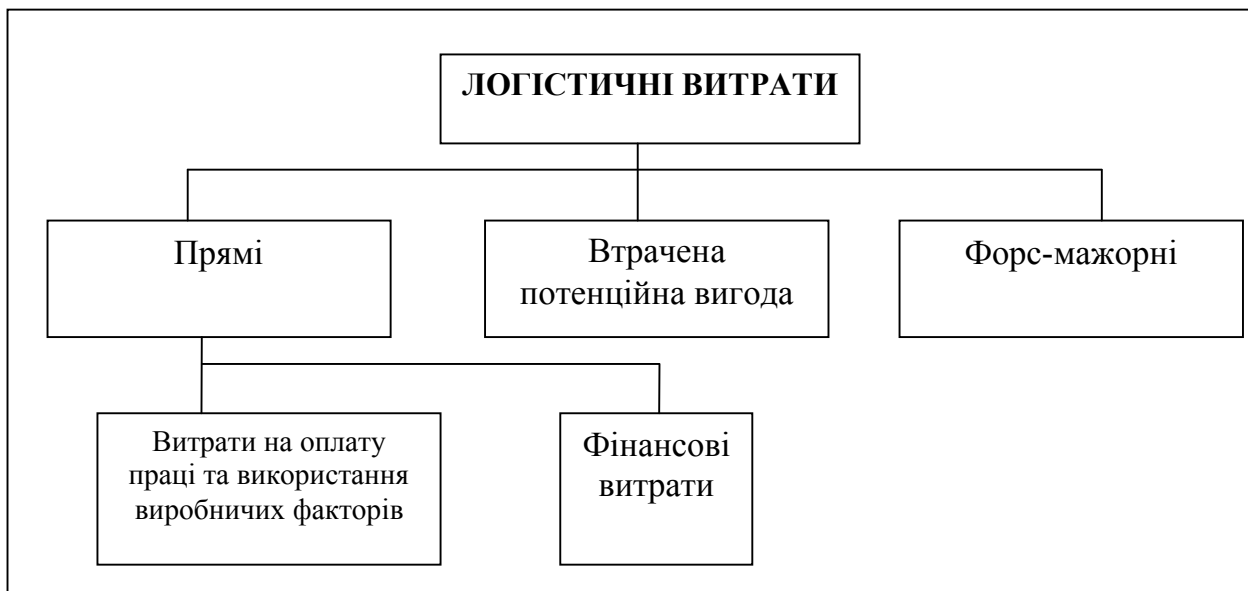 ЛОГІСТИЧНІ ВИТРАТИ
Прямі
Втрачена
потенційна вигода
Форс-мажорні
Витрати на оплату
праці та використання
виробничих факторів
Фінансові
витрати